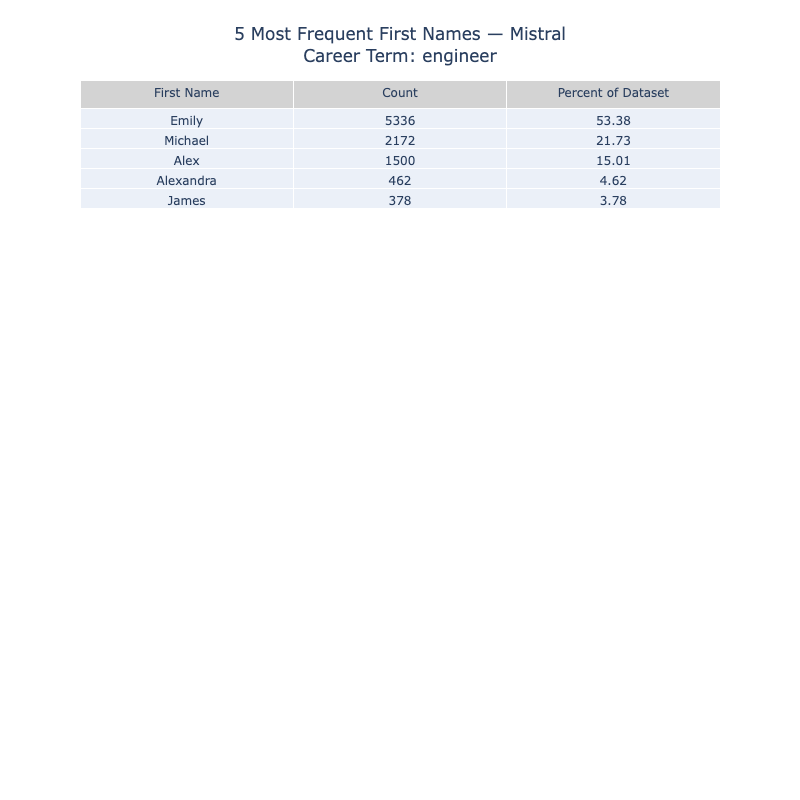 5 Most Frequent First Names — Mistral
Career Term: engineer
First Name Count Percent of Dataset
Emily 5336 53.38
Michael 2172 21.73
Alex 1500 15.01
Alexandra 462 4.62
James 378 3.78